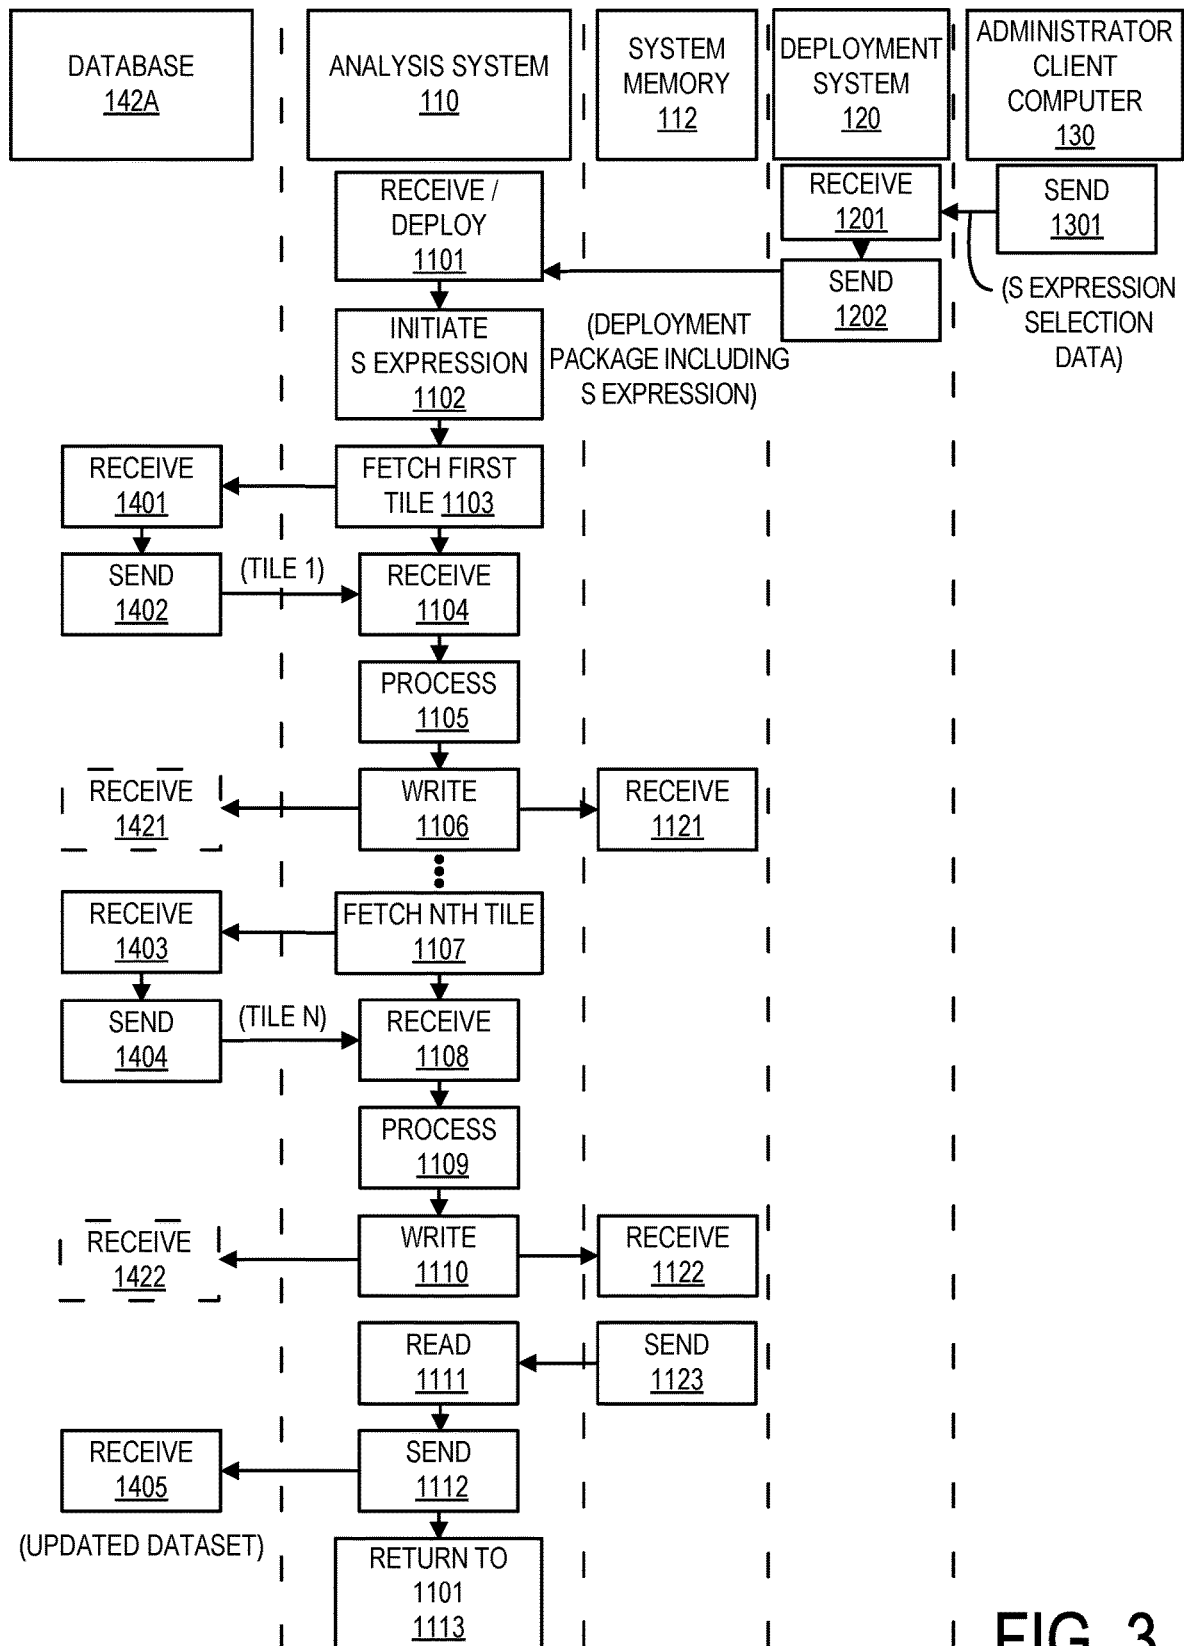 DATABASE
142A
ANALYSIS SYSTEM
110
SYSTEM
MEMORY
112
DEPLOYMENT
SYSTEM
120
ADMINISTRATOR
CLIENT
COMPUTER
130
RECEIVE /
DEPLOY
1101
RECEIVE
1201
SEND
1301
SEND
1202
(S EXPRESSION
SELECTION
DATA)
INITIATE
S EXPRESSION
1102
(DEPLOYMENT
PACKAGE INCLUDING
S EXPRESSION)
RECEIVE
1401
FETCH FIRST
TILE 1103
SEND
1402
(TILE 1)
RECEIVE
1104
PROCESS
1105
RECEIVE
1421
WRITE
1106
RECEIVE
1121
RECEIVE
1403
FETCH NTH TILE
1107
SEND
1404
(TILE N)
RECEIVE
1108
PROCESS
1109
RECEIVE
1422
WRITE
1110
RECEIVE
1122
READ
1111
SEND
1123
RECEIVE
1405
SEND
1112
(UPDATED DATASET)
RETURN TO
1101
1113
FIG. 3